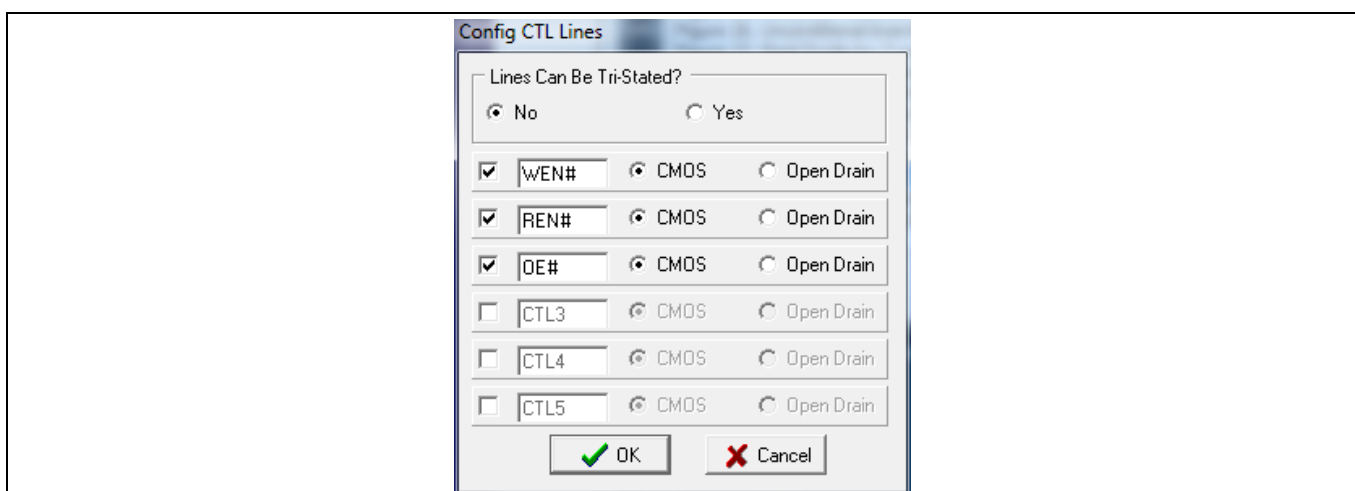 Config CTL Lines
Lines Can Be Tri-Stated?
No Yes
WEN# CMOS Open Drain
REN# CMOS Open Drain
OE# CMOS Open Drain
CTL3 CMOS Open Drain
CTL4 CMOS Open Drain
CTL5 CMOS Open Drain
OK Cancel